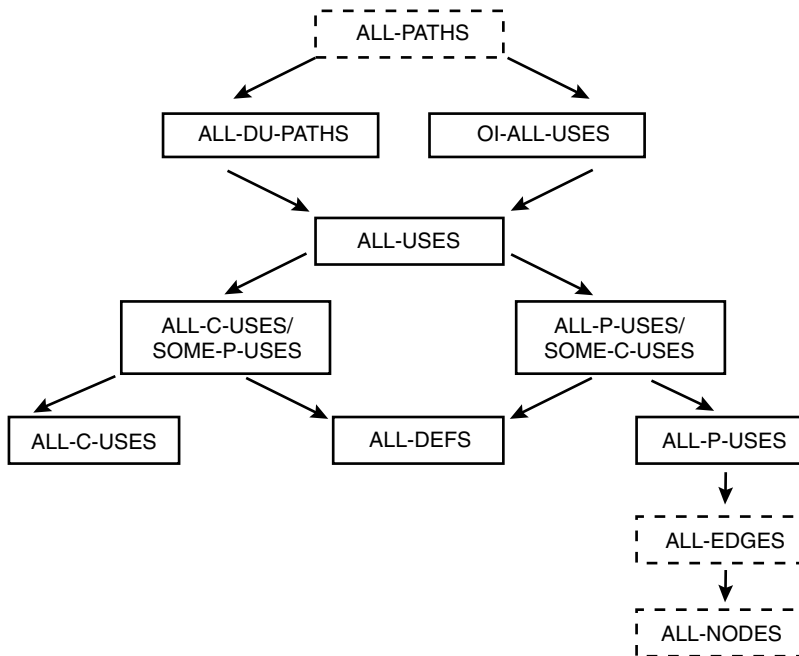 ALL-PATHS
ALL-DU-PATHS
OI-ALL-USES
ALL-USES
ALL-C-USES/
SOME-P-USES
ALL-P-USES/
SOME-C-USES
ALL-C-USES
ALL-DEFS
ALL-P-USES
ALL-EDGES
ALL-NODES